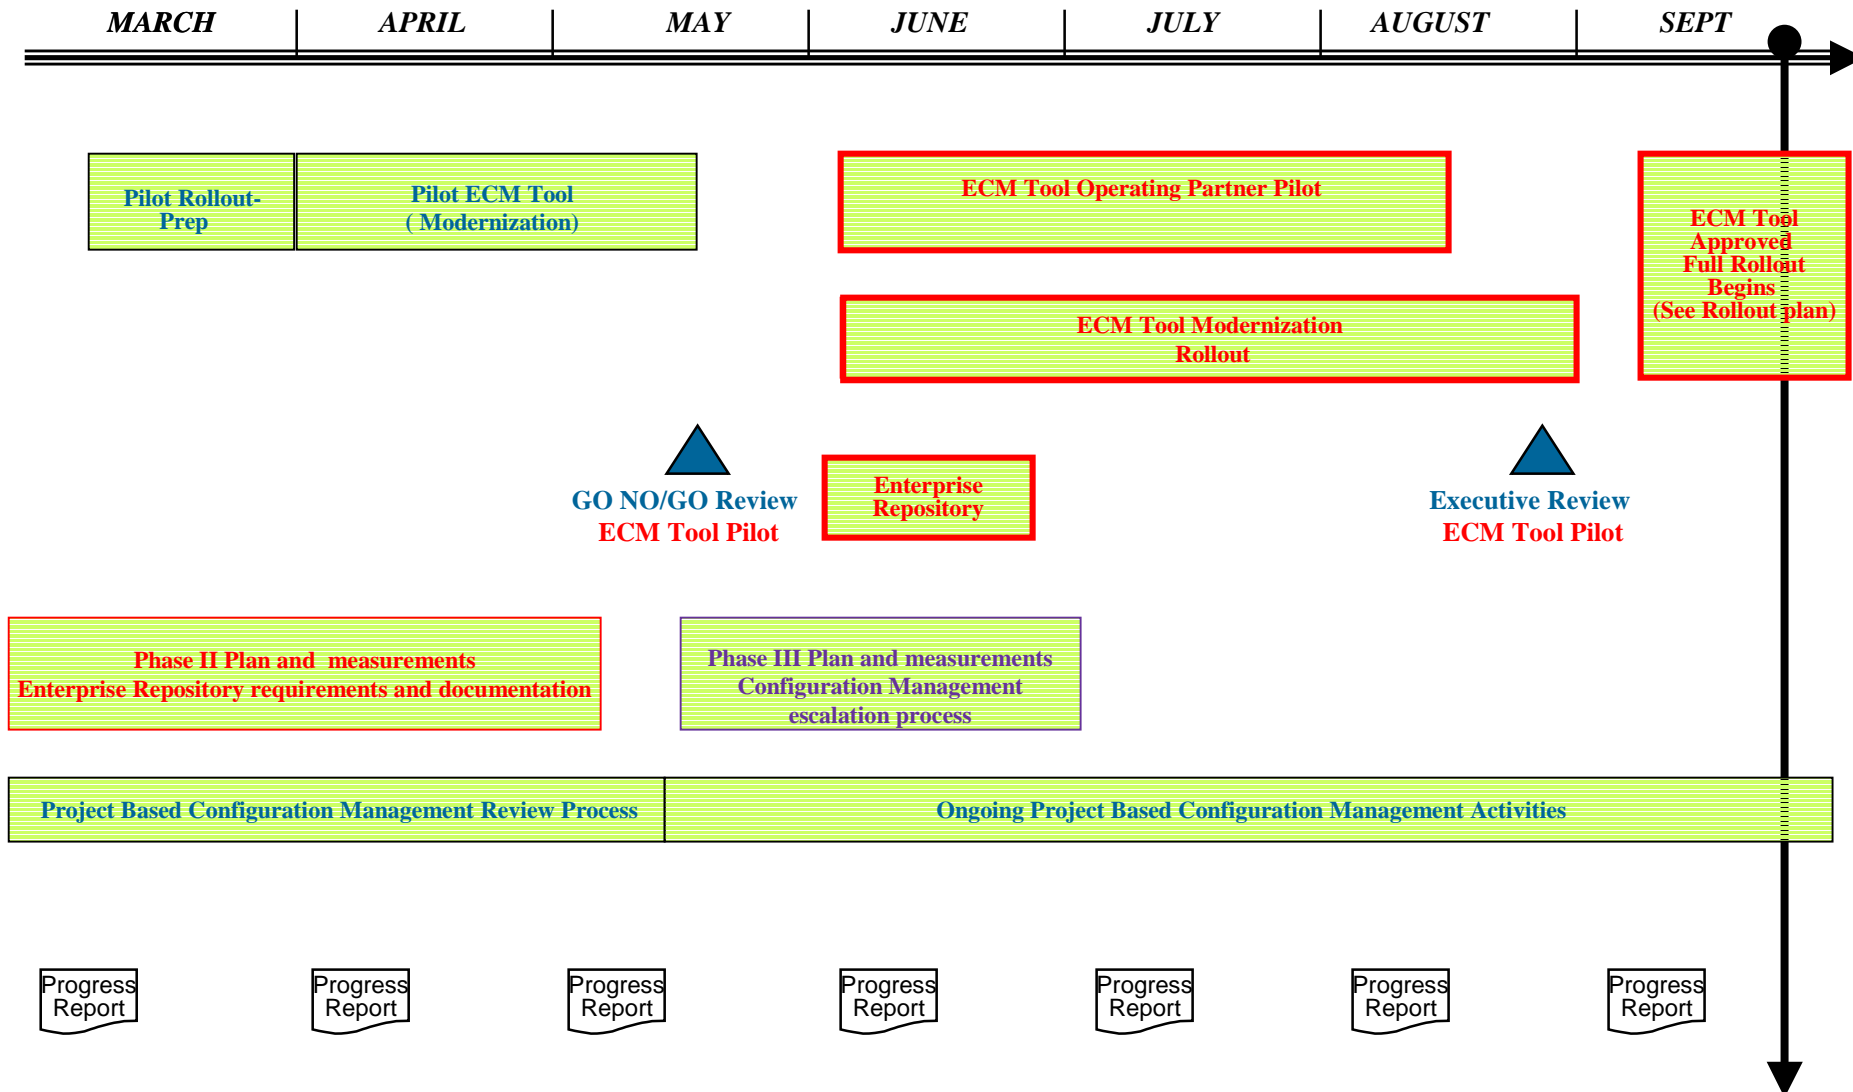 MARCH
APRIL
MAY
JUNE
JULY
AUGUST
SEPT
Pilot Rollout-
Prep
Pilot ECM Tool
( Modernization)
ECM Tool Operating Partner Pilot
ECM Tool
Approved
Full Rollout
Begins
(See Rollout plan)
ECM Tool Modernization
Rollout
GO NO/GO Review
ECM Tool Pilot
Enterprise
Repository
Executive Review
ECM Tool Pilot
Phase II Plan and  measurements
Enterprise Repository requirements and documentation
Phase III Plan and measurements
Configuration Management
escalation process
Project Based Configuration Management Review Process
Ongoing Project Based Configuration Management Activities
Progress
Report
Progress
Report
Progress
Report
Progress
Report
Progress
Report
Progress
Report
Progress
Report